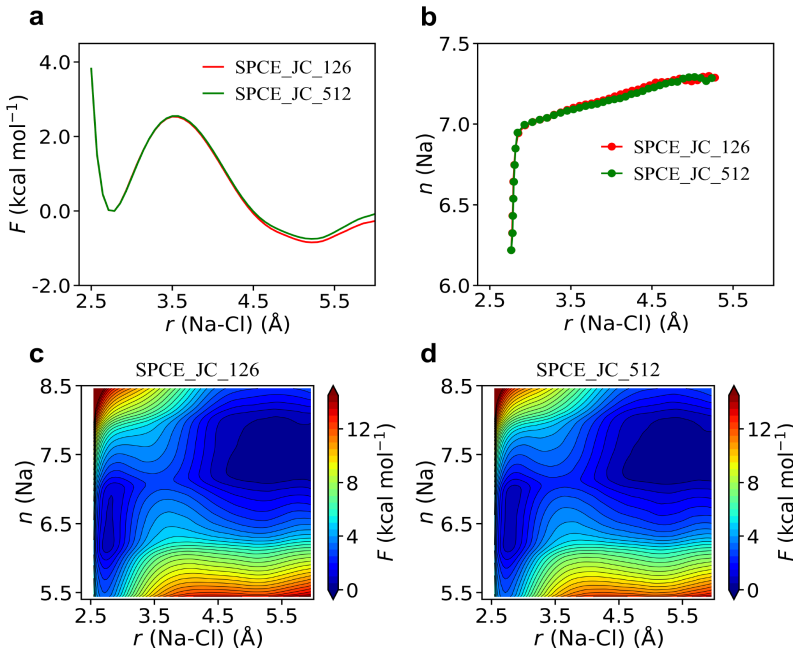 a
4.0
2.0
0.0
-2.0
F (kcal mol⁻¹)
SPCE_JC_126
SPCE_JC_512
2.5 3.5 4.5 5.5
r (Na-Cl) (Å)
b
7.5
7.0
6.5
6.0
n (Na)
SPCE_JC_126
SPCE_JC_512
2.5 3.5 4.5 5.5
r (Na-Cl) (Å)
c
SPCE_JC_126
8.5
7.5
6.5
5.5
n (Na)
2.5 3.5 4.5 5.5
r (Na-Cl) (Å)
12
8
4
0
F (kcal mol⁻¹)
d
SPCE_JC_512
8.5
7.5
6.5
5.5
n (Na)
2.5 3.5 4.5 5.5
r (Na-Cl) (Å)
12
8
4
0
F (kcal mol⁻¹)